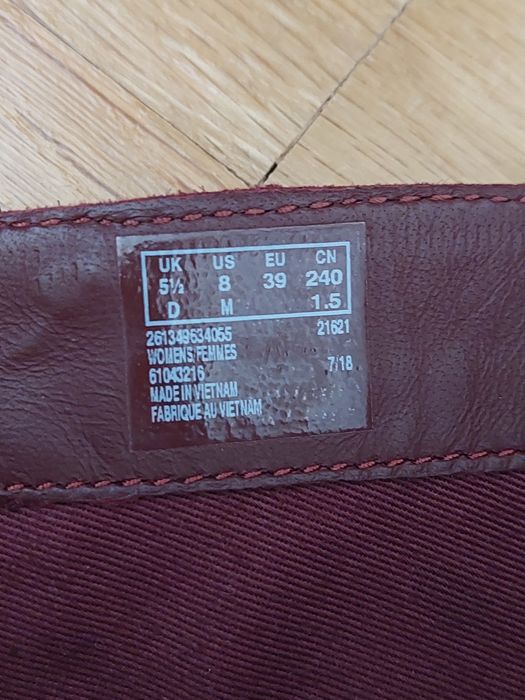 UK US EU CN
5½ 8 39 240
D M 1.5
261349634055 21621
WOMENS/FEMMES
61043216 7/18
MADE IN VIETNAM
FABRIQUE AU VIETNAM